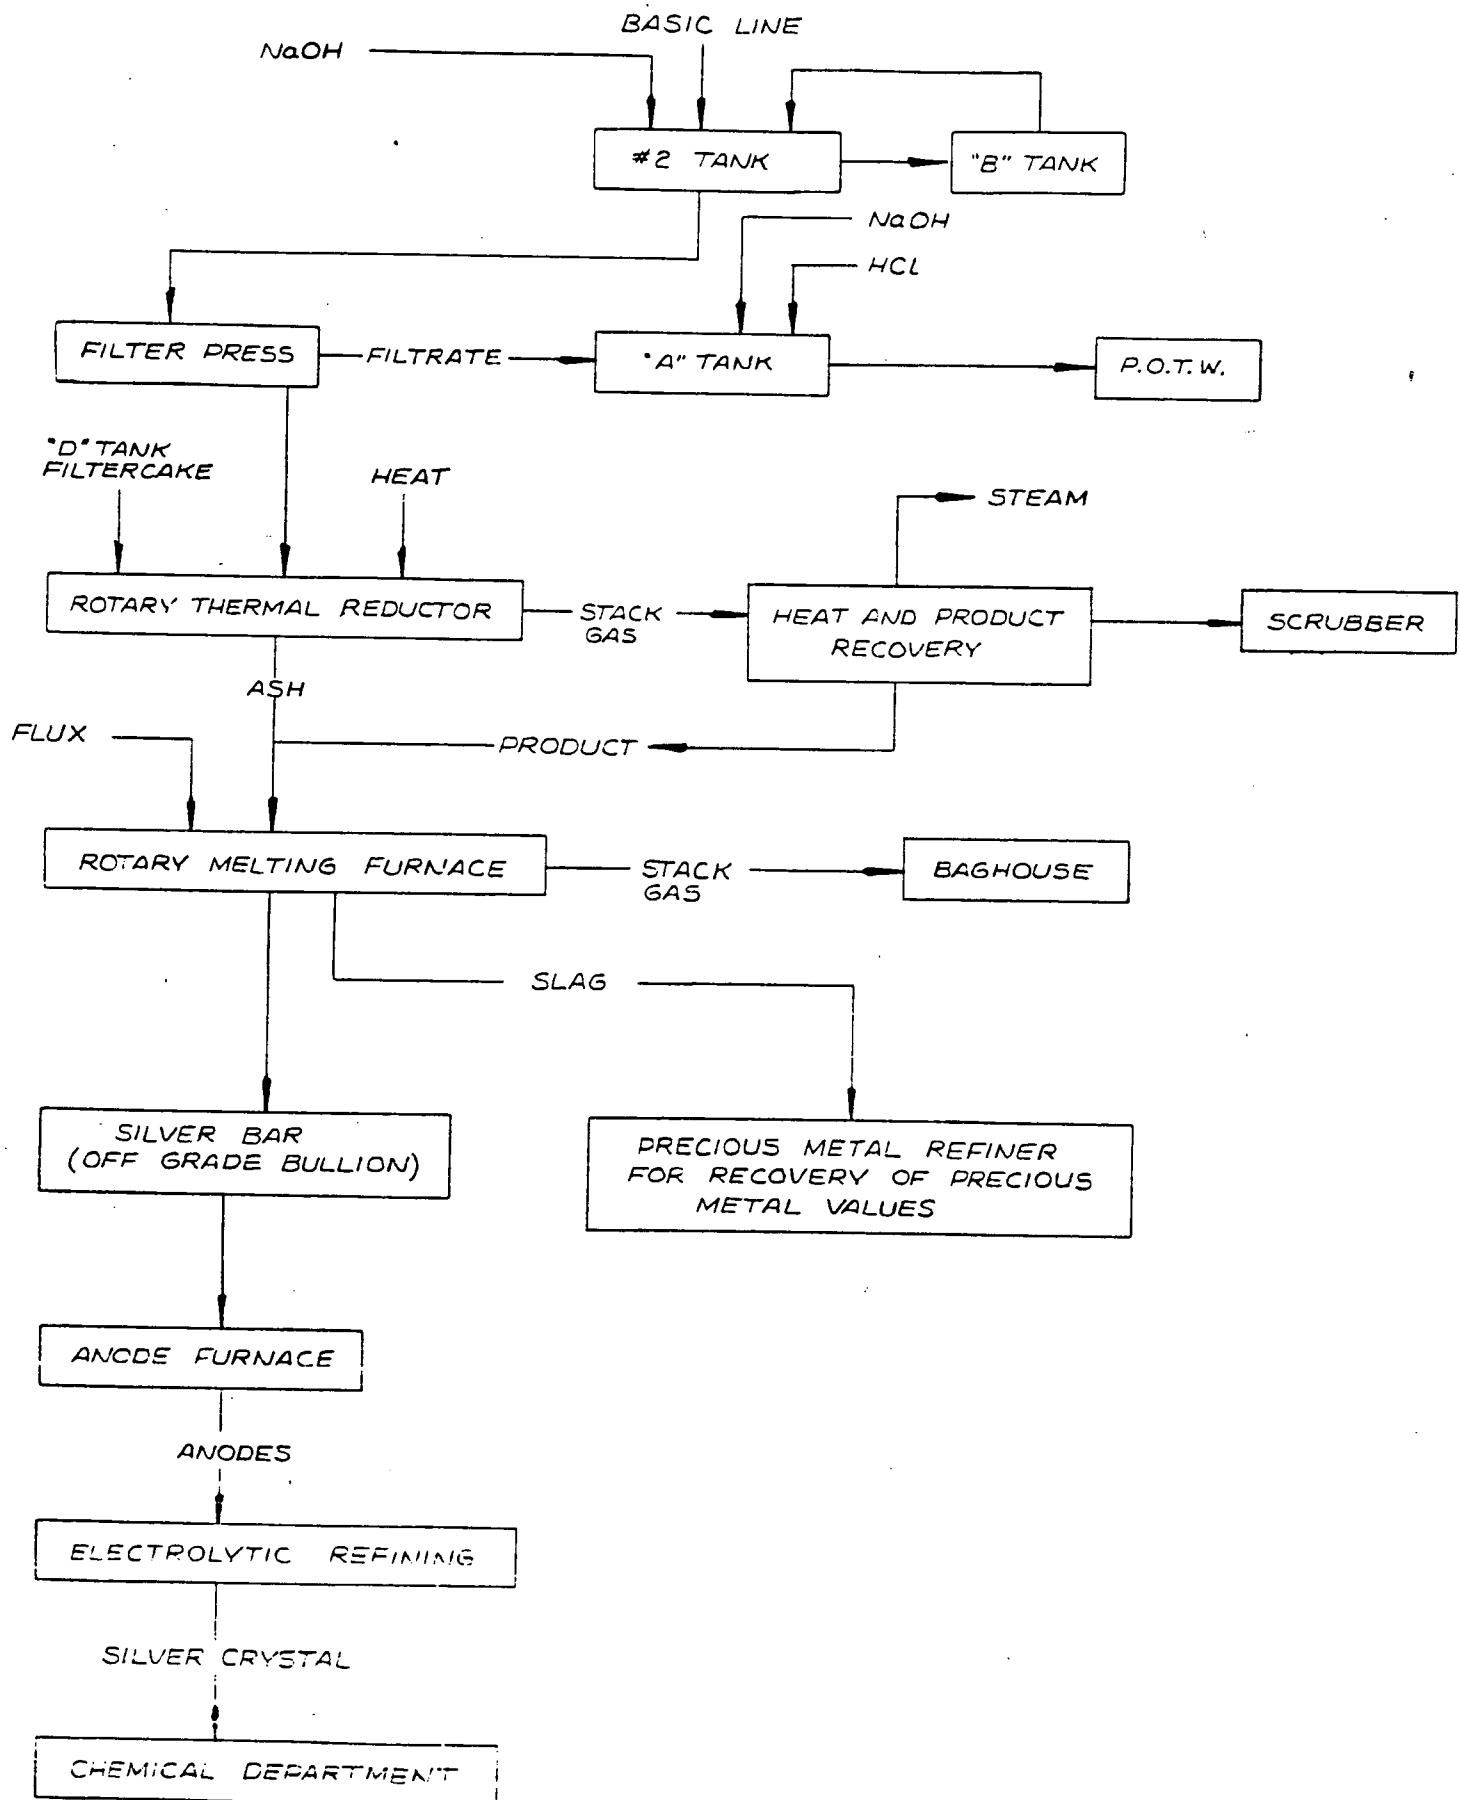 BASIC LINE
NaOH
#2 TANK
"B" TANK
NaOH
HCL
FILTER PRESS
FILTRATE
"A" TANK
P.O.T.W.
"D" TANK
FILTERCAKE
HEAT
STEAM
ROTARY THERMAL REDUCTOR
STACK
GAS
HEAT AND PRODUCT
RECOVERY
SCRUBBER
ASH
FLUX
PRODUCT
ROTARY MELTING FURNACE
STACK
GAS
BAGHOUSE
SLAG
SILVER BAR
(OFF GRADE BULLION)
PRECIOUS METAL REFINER
FOR RECOVERY OF PRECIOUS
METAL VALUES
ANODE FURNACE
ANODES
ELECTROLYTIC REFINING
SILVER CRYSTAL
CHEMICAL DEPARTMENT